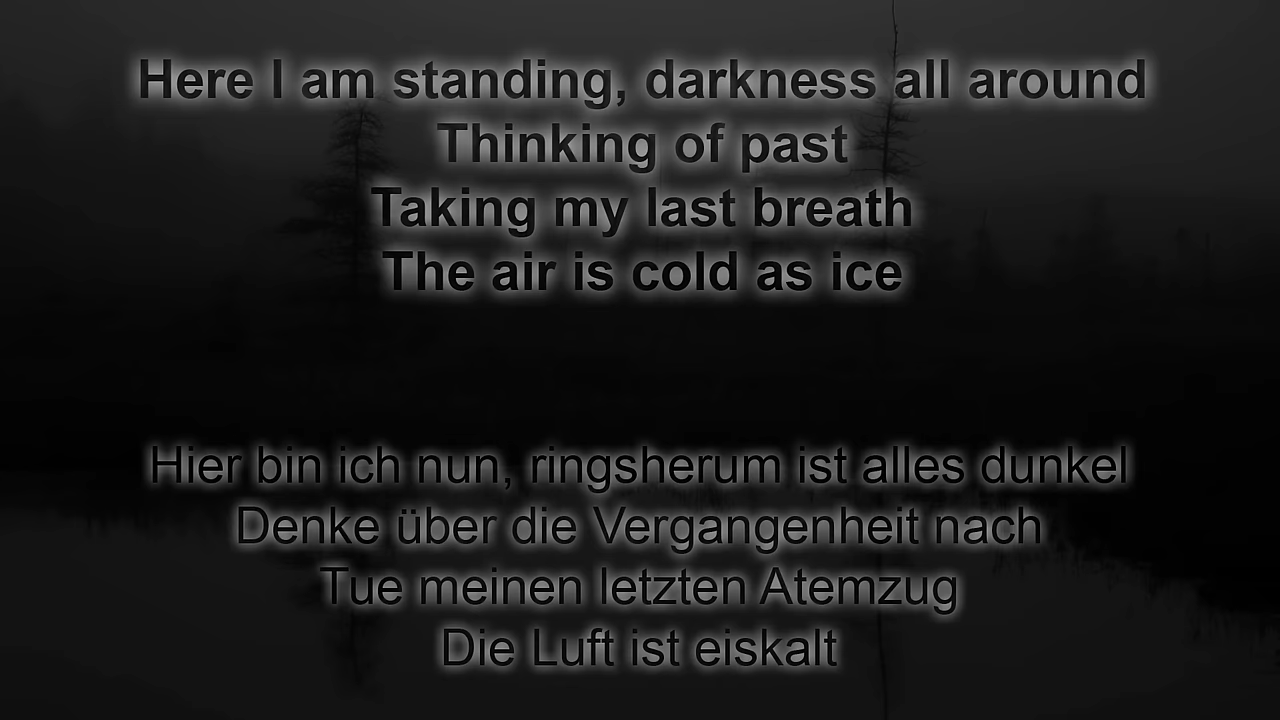 Here I am standing, darkness all around
Thinking of past
Taking my last breath
The air is cold as ice
Hier bin ich nun, ringsherum ist alles dunkel
Denke über die Vergangenheit nach
Tue meinen letzten Atemzug
Die Luft ist eiskalt